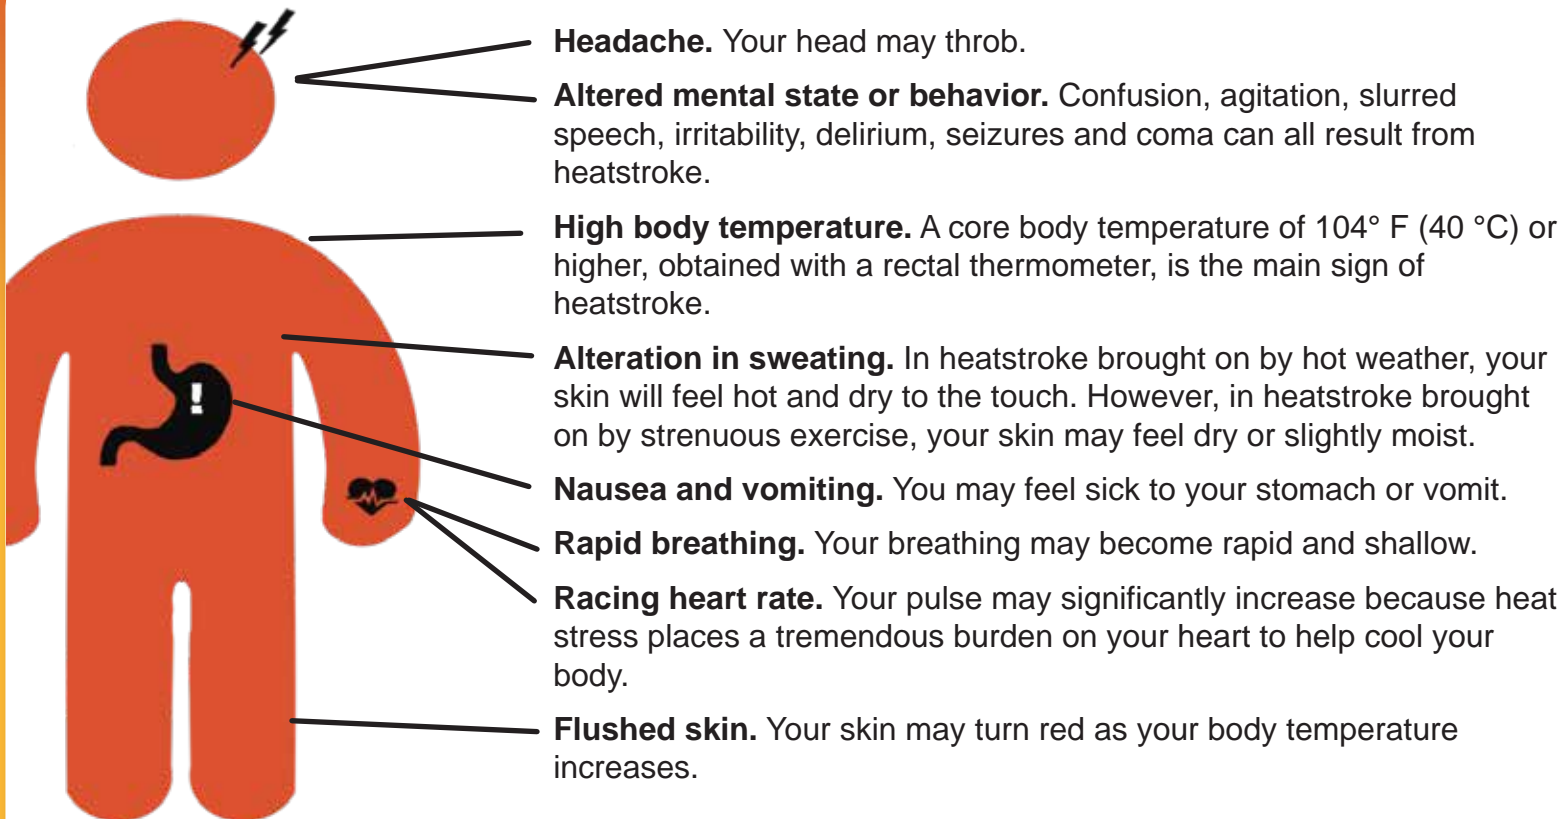 Headache. Your head may throb.
Altered mental state or behavior. Confusion, agitation, slurred
speech, irritability, delirium, seizures and coma can all result from
heatstroke.
High body temperature. A core body temperature of 104° F (40 °C) or
higher, obtained with a rectal thermometer, is the main sign of
heatstroke.
Alteration in sweating. In heatstroke brought on by hot weather, your
skin will feel hot and dry to the touch. However, in heatstroke brought
on by strenuous exercise, your skin may feel dry or slightly moist.
!
Nausea and vomiting. You may feel sick to your stomach or vomit.
Rapid breathing. Your breathing may become rapid and shallow.
Racing heart rate. Your pulse may significantly increase because heat
stress places a tremendous burden on your heart to help cool your
body.
Flushed skin. Your skin may turn red as your body temperature
increases.